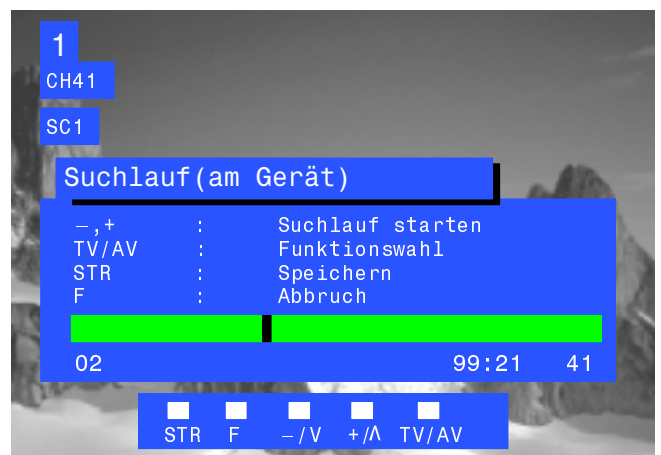 1
CH41
SC1
Suchlauf(am Gerät)
–,+ : Suchlauf starten
TV/AV : Funktionswahl
STR : Speichern
F : Abbruch
02 99:21 41
STR F –/V +/Λ TV/AV